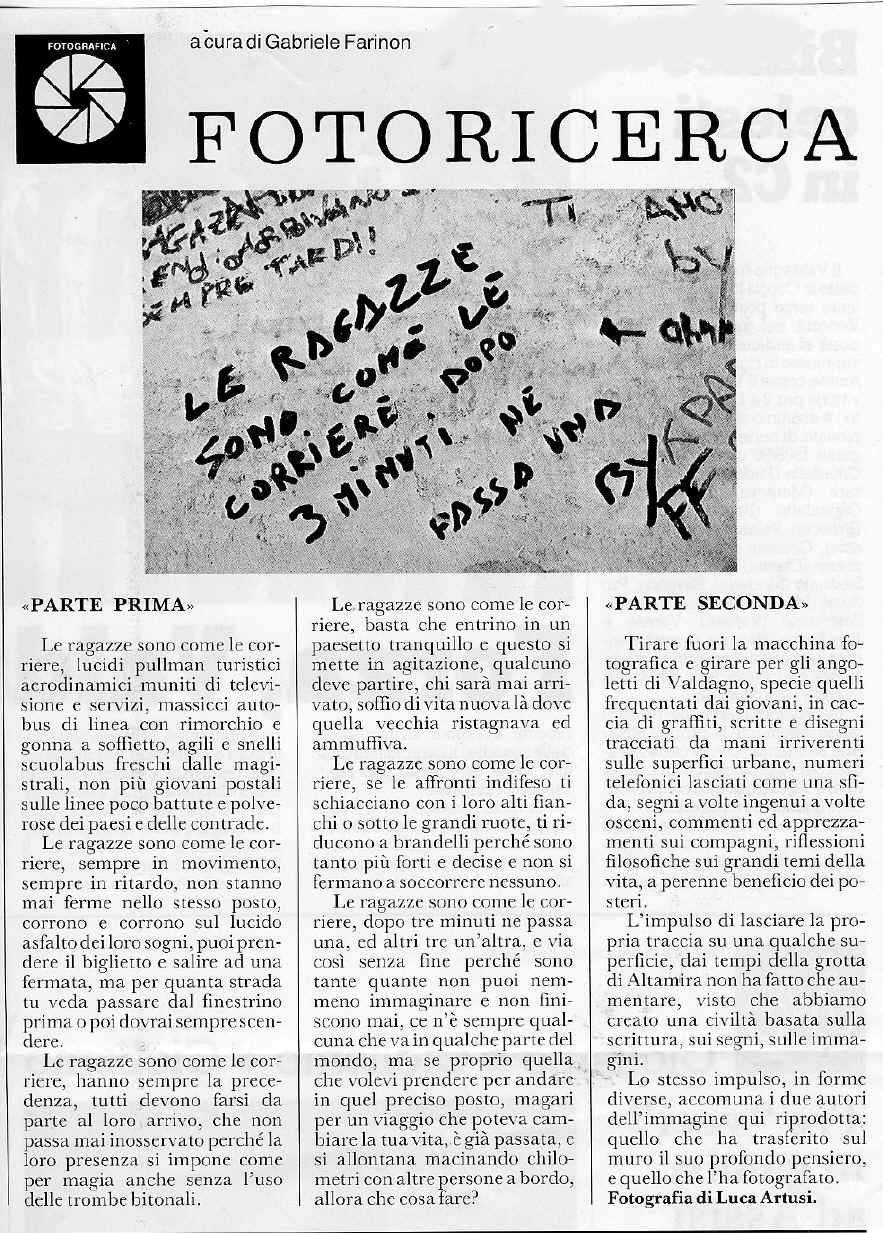 FOTOGRAFICA
a cura di Gabriele Farinon
FOTORICERCA
SEMPRE TARDI!
TI AMO
by
LE RAGAZZE
SONO COMÉ LÉ
CORRIERÉ. DOPO
3 MINUTI NÉ
PASSA UNA
BY
«PARTE PRIMA»
Le ragazze sono come le cor-
riere, lucidi pullman turistici
aerodinamici muniti di televi-
sione e servizi, massicci auto-
bus di linea con rimorchio e
gonna a soffietto, agili e snelli
scuolabus freschi dalle magi-
strali, non più giovani postali
sulle linee poco battute e polve-
rose dei paesi e delle contrade.
Le ragazze sono come le cor-
riere, sempre in movimento,
sempre in ritardo, non stanno
mai ferme nello stesso posto,
corrono e corrono sul lucido
asfalto dei loro sogni, puoi pren-
dere il biglietto e salire ad una
fermata, ma per quanta strada
tu veda passare dal finestrino
prima o poi dovrai sempre scen-
dere.
Le ragazze sono come le cor-
riere, hanno sempre la prece-
denza, tutti devono farsi da
parte al loro arrivo, che non
passa mai inosservato perché la
loro presenza si impone come
per magia anche senza l'uso
delle trombe bitonali.
Le ragazze sono come le cor-
riere, basta che entrino in un
paesetto tranquillo e questo si
mette in agitazione, qualcuno
deve partire, chi sarà mai arri-
vato, soffio di vita nuova là dove
quella vecchia ristagnava ed
ammuffiva.
Le ragazze sono come le cor-
riere, se le affronti indifeso ti
schiacciano con i loro alti fian-
chi o sotto le grandi ruote, ti ri-
ducono a brandelli perché sono
tanto più forti e decise e non si
fermano a soccorrere nessuno.
Le ragazze sono come le cor-
riere, dopo tre minuti ne passa
una, ed altri tre un'altra, e via
così senza fine perché sono
tante quante non puoi nem-
meno immaginare e non fini-
scono mai, ce n'è sempre qual-
cuna che va in qualche parte del
mondo, ma se proprio quella
che volevi prendere per andare
in quel preciso posto, magari
per un viaggio che poteva cam-
biare la tua vita, è già passata, e
si allontana macinando chilo-
metri con altre persone a bordo,
allora che cosa fare?
«PARTE SECONDA»
Tirare fuori la macchina fo-
tografica e girare per gli ango-
letti di Valdagno, specie quelli
frequentati dai giovani, in cac-
cia di graffiti, scritte e disegni
tracciati da mani irriverenti
sulle superfici urbane, numeri
telefonici lasciati come una sfi-
da, segni a volte ingenui a volte
osceni, commenti ed apprezza-
menti sui compagni, riflessioni
filosofiche sui grandi temi della
vita, a perenne beneficio dei po-
steri.
L'impulso di lasciare la pro-
pria traccia su una qualche su-
perficie, dai tempi della grotta
di Altamira non ha fatto che au-
mentare, visto che abbiamo
creato una civiltà basata sulla
scrittura, sui segni, sulle imma-
gini.
Lo stesso impulso, in forme
diverse, accomuna i due autori
dell'immagine qui riprodotta:
quello che ha trasferito sul
muro il suo profondo pensiero,
e quello che l'ha fotografato.
Fotografia di Luca Artusi.